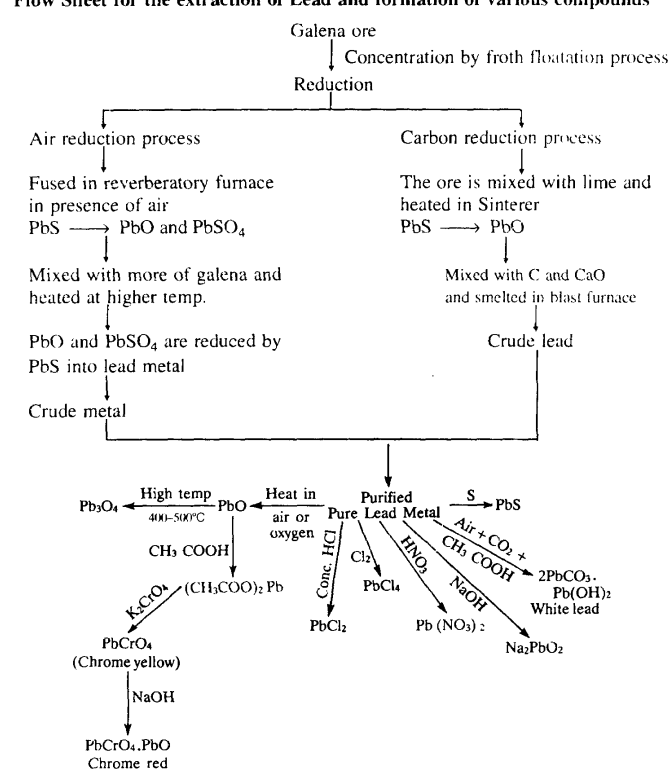 Flow Sheet for the extraction of Lead and formation of various compounds
Galena ore
Concentration by froth floatation process
Reduction
Air reduction process
Fused in reverberatory furnace
in presence of air
PbS ⟶ PbO and PbSO₄
Mixed with more of galena and
heated at higher temp.
PbO and PbSO₄ are reduced by
PbS into lead metal
Crude metal
Carbon reduction process
The ore is mixed with lime and
heated in Sinterer
PbS ⟶ PbO
Mixed with C and CaO
and smelted in blast furnace
Crude lead
Purified
Pure Lead Metal
S
PbS
Air + CO₂ +
CH₃ COOH
2PbCO₃.
Pb(OH)₂
White lead
NaOH
Na₂PbO₂
HNO₃
Pb (NO₃) ₂
Cl₂
PbCl₄
Conc. HCl
PbCl₂
Heat in
air or
oxygen
PbO
High temp
400–500°C
Pb₃O₄
CH₃ COOH
(CH₃COO)₂ Pb
K₂CrO₄
PbCrO₄
(Chrome yellow)
NaOH
PbCrO₄.PbO
Chrome red